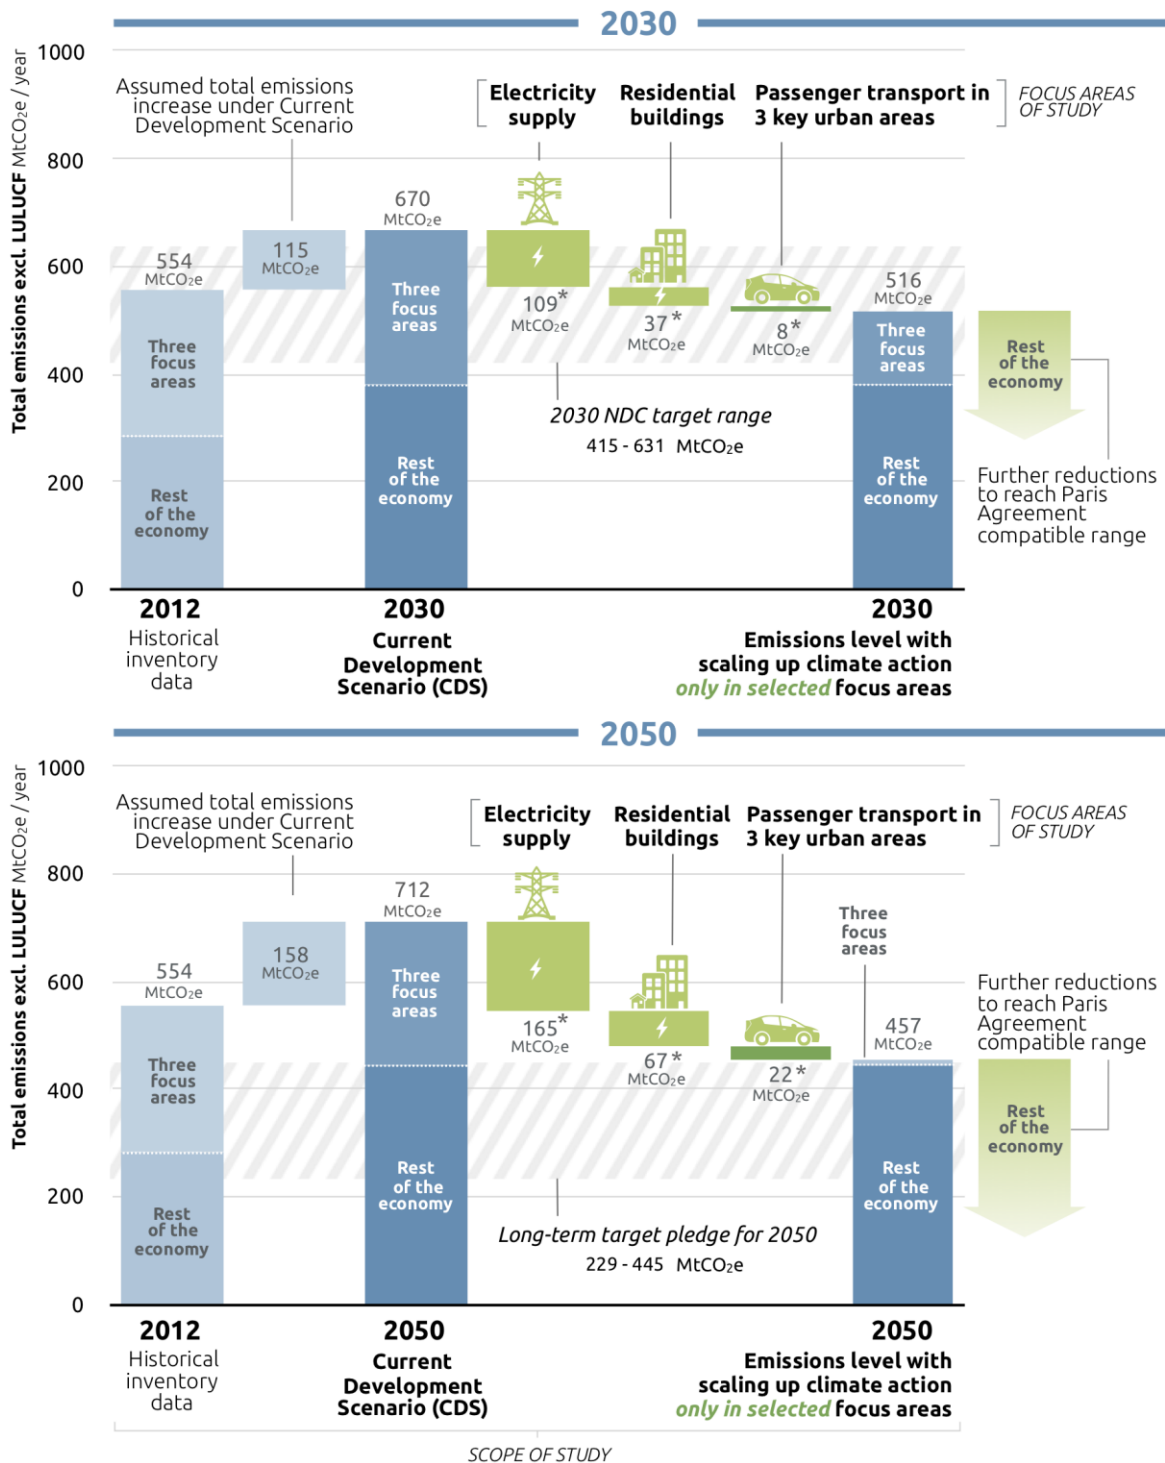 2030
Total emissions excl. LULUCF MtCO₂e / year
1000
800
600
400
200
0
Assumed total emissions
increase under Current
Development Scenario
Electricity
supply
Residential
buildings
Passenger transport in
3 key urban areas
FOCUS AREAS
OF STUDY
554
MtCO₂e
115
MtCO₂e
670
MtCO₂e
109*
MtCO₂e
37*
MtCO₂e
8*
MtCO₂e
516
MtCO₂e
Three
focus
areas
Rest
of the
economy
Three
focus
areas
Rest
of the
economy
Three
focus
areas
Rest
of the
economy
Rest
of the
economy
2030 NDC target range
415 - 631 MtCO₂e
Further reductions
to reach Paris
Agreement
compatible range
2012
Historical
inventory
data
2030
Current
Development
Scenario (CDS)
2030
Emissions level with
scaling up climate action
only in selected focus areas
2050
Total emissions excl. LULUCF MtCO₂e / year
1000
800
600
400
200
0
Assumed total emissions
increase under Current
Development Scenario
Electricity
supply
Residential
buildings
Passenger transport in
3 key urban areas
FOCUS AREAS
OF STUDY
554
MtCO₂e
158
MtCO₂e
712
MtCO₂e
165*
MtCO₂e
67*
MtCO₂e
22*
MtCO₂e
Three
focus
areas
457
MtCO₂e
Three
focus
areas
Rest
of the
economy
Three
focus
areas
Rest
of the
economy
Rest
of the
economy
Further reductions
to reach Paris
Agreement
compatible range
Rest
of the
economy
Long-term target pledge for 2050
229 - 445 MtCO₂e
2012
Historical
inventory
data
2050
Current
Development
Scenario (CDS)
2050
Emissions level with
scaling up climate action
only in selected focus areas
SCOPE OF STUDY